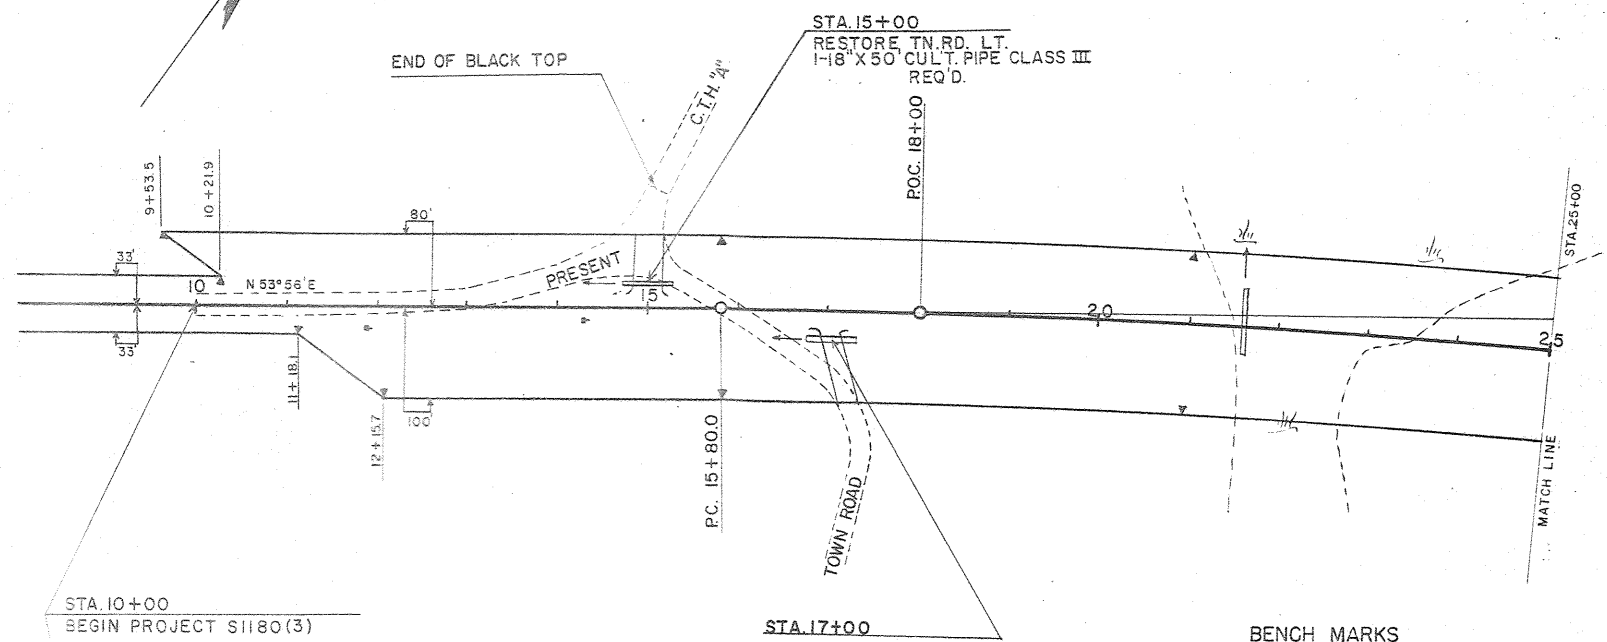 STA.15+00
RESTORE TN.RD. LT.
1-18"X50' CUL'T. PIPE CLASS III
REQ'D.
END OF BLACK TOP
C.T.H. "A"
P.O.C. 18+00
9+53.5
10+21.9
STA.25+00
80'
33'
PRESENT
10
N 53°56'E
15
20
25
33'
11+18.1
100'
12+15.7
P.C. 15+80.0
TOWN ROAD
MATCH LINE
STA.10+00
BEGIN PROJECT S1180(3)
STA.17+00
BENCH MARKS